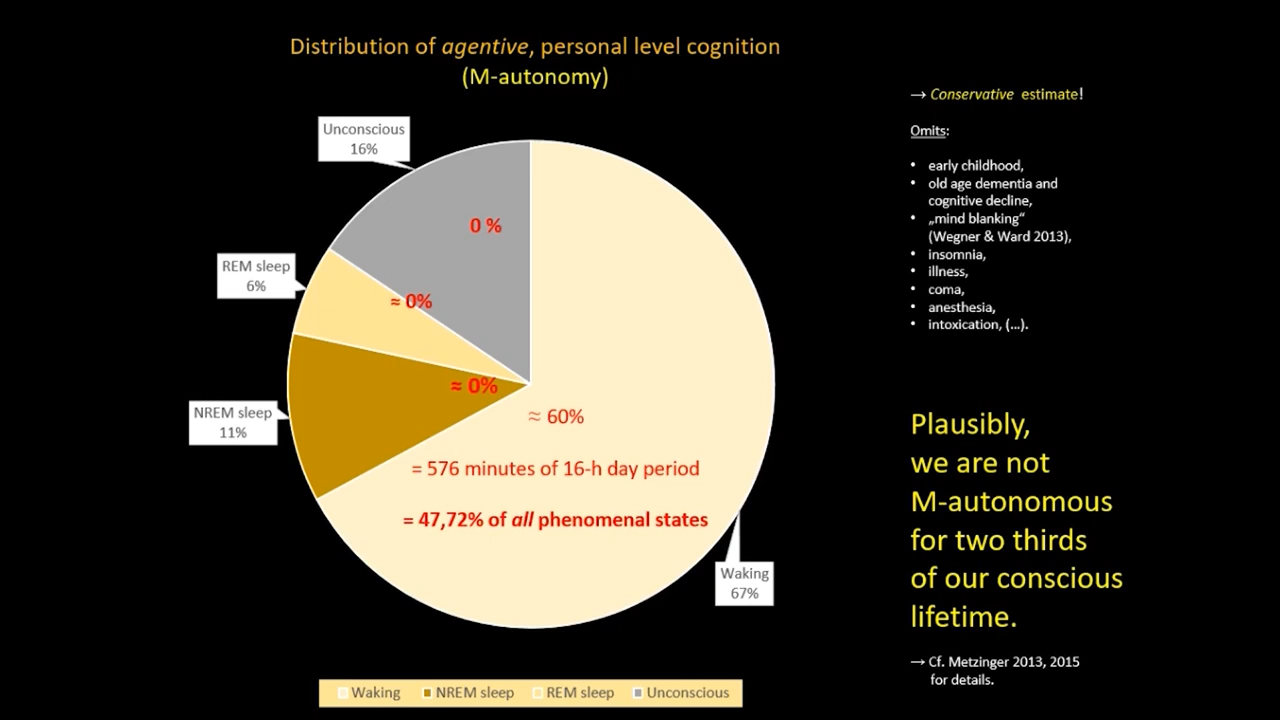 Distribution of agentive, personal level cognition
(M-autonomy)
Unconscious
16%
REM sleep
6%
NREM sleep
11%
Waking
67%
0 %
≈ 0%
≈ 0%
≈ 60%
= 576 minutes of 16-h day period
= 47,72% of all phenomenal states
Waking NREM sleep REM sleep Unconscious
→ Conservative estimate!
Omits:
• early childhood,
• old age dementia and
cognitive decline,
• „mind blanking“
(Wegner & Ward 2013),
• insomnia,
• illness,
• coma,
• anesthesia,
• intoxication, (...).
Plausibly,
we are not
M-autonomous
for two thirds
of our conscious
lifetime.
→ Cf. Metzinger 2013, 2015
for details.